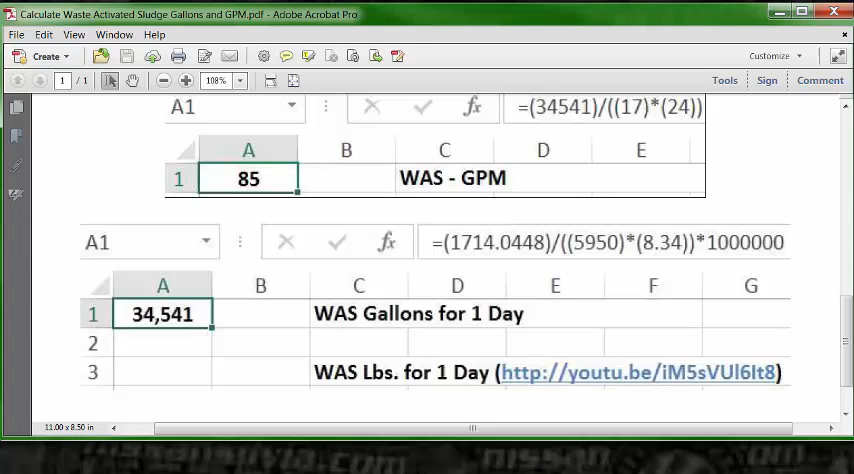 Calculate Waste Activated Sludge Gallons and GPM.pdf - Adobe Acrobat Pro
File Edit View Window Help
Create Customize
1 / 1 108% Tools Sign Comment
A1 fx =(34541)/((17)*(24))
A B C D E
1 85 WAS - GPM
A1 fx =(1714.0448)/((5950)*(8.34))*1000000
A B C D E F G
1 34,541 WAS Gallons for 1 Day
2
3 WAS Lbs. for 1 Day (http://youtu.be/iM5sVUl6It8)
11.00 x 8.50 in